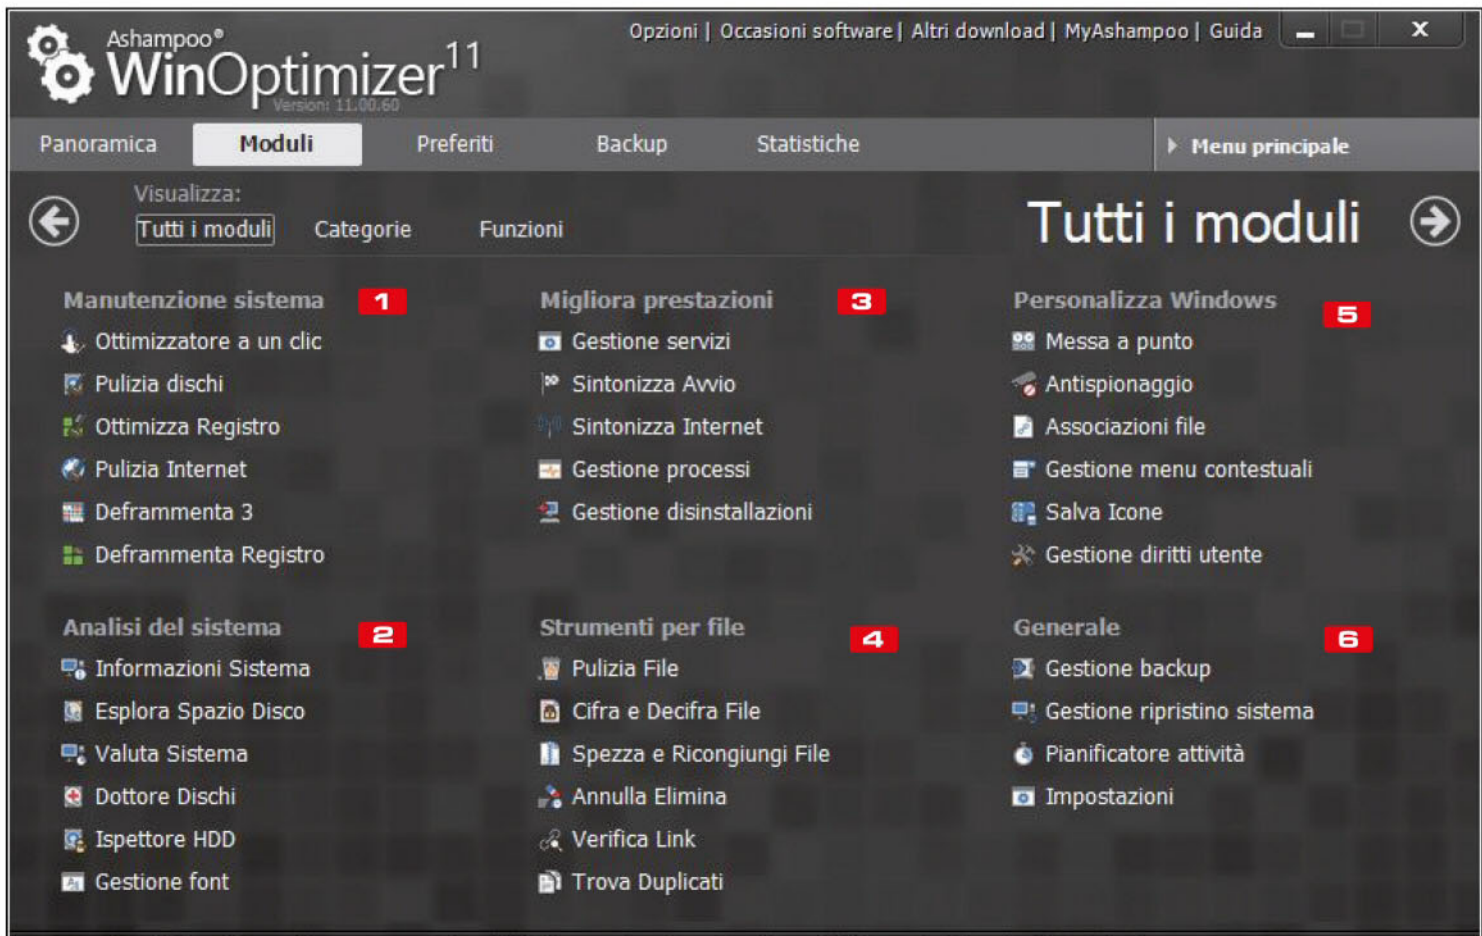 Ashampoo®
WinOptimizer 11
Version: 11.00.60
Opzioni | Occasioni software | Altri download | MyAshampoo | Guida
X
Panoramica Moduli Preferiti Backup Statistiche Menu principale
Visualizza:
Tutti i moduli Categorie Funzioni
Tutti i moduli
Manutenzione sistema 1
Ottimizzatore a un clic
Pulizia dischi
Ottimizza Registro
Pulizia Internet
Deframmenta 3
Deframmenta Registro
Analisi del sistema 2
Informazioni Sistema
Esplora Spazio Disco
Valuta Sistema
Dottore Dischi
Ispettore HDD
Gestione font
Migliora prestazioni 3
Gestione servizi
Sintonizza Avvio
Sintonizza Internet
Gestione processi
Gestione disinstallazioni
Strumenti per file 4
Pulizia File
Cifra e Decifra File
Spezza e Ricongiungi File
Annulla Elimina
Verifica Link
Trova Duplicati
Personalizza Windows 5
Messa a punto
Antispionaggio
Associazioni file
Gestione menu contestuali
Salva Icone
Gestione diritti utente
Generale 6
Gestione backup
Gestione ripristino sistema
Pianificatore attività
Impostazioni